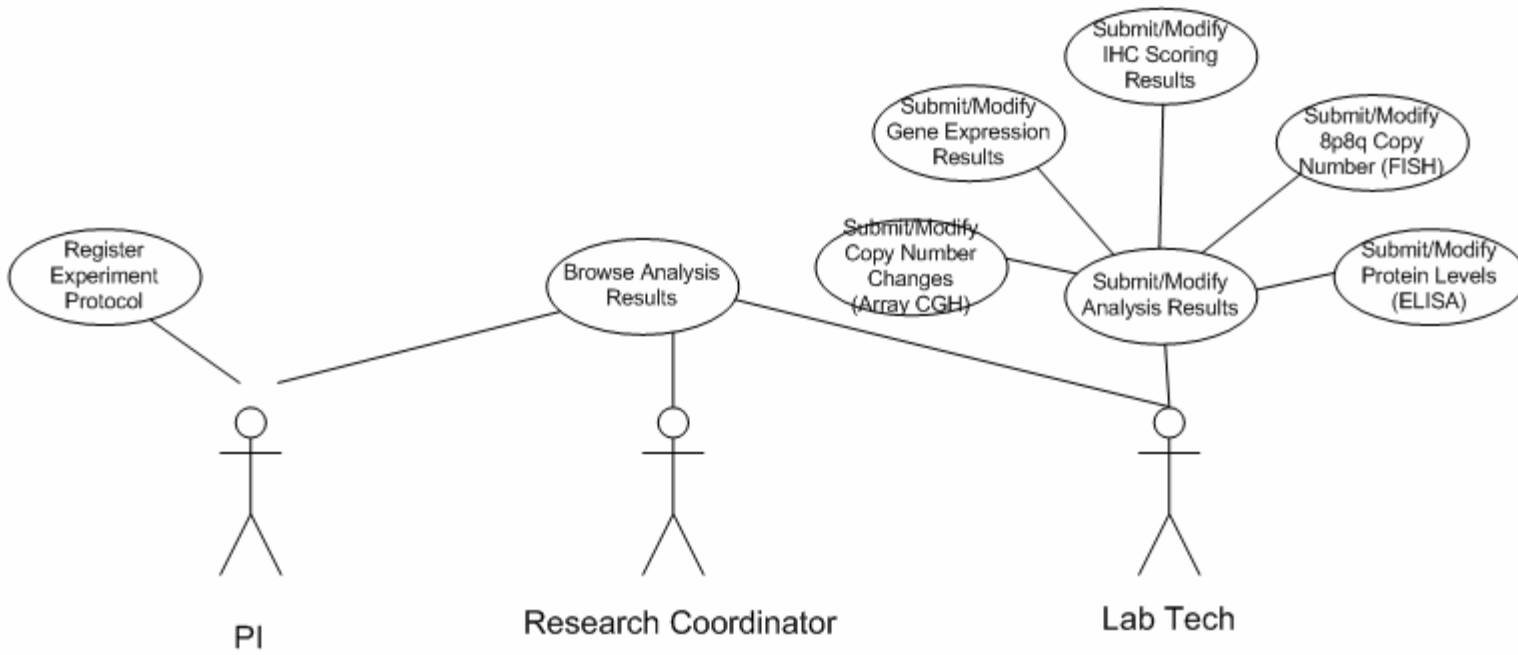 Submit/Modify
IHC Scoring
Results
Submit/Modify
Gene Expression
Results
Submit/Modify
8p8q Copy
Number (FISH)
Register
Experiment
Protocol
Browse Analysis
Results
Submit/Modify
Copy Number
Changes
(Array CGH)
Submit/Modify
Analysis Results
Submit/Modify
Protein Levels
(ELISA)
PI
Research Coordinator
Lab Tech